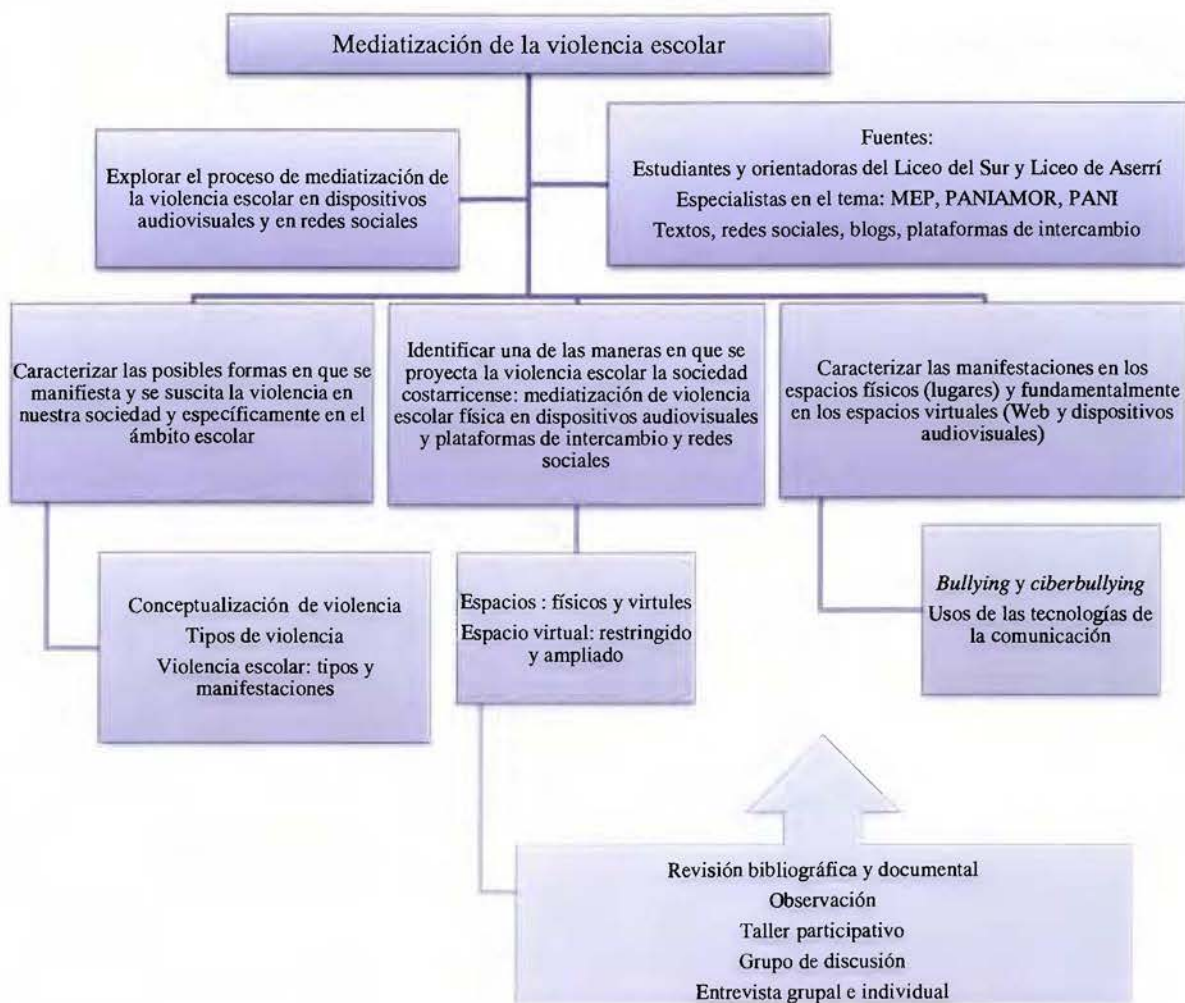 Mediatización de la violencia escolar
Explorar el proceso de mediatización de
la violencia escolar en dispositivos
audiovisuales y en redes sociales
Fuentes:
Estudiantes y orientadoras del Liceo del Sur y Liceo de Aserrí
Especialistas en el tema: MEP, PANIAMOR, PANI
Textos, redes sociales, blogs, plataformas de intercambio
Caracterizar las posibles formas en que se
manifiesta y se suscita la violencia en
nuestra sociedad y específicamente en el
ámbito escolar
Identificar una de las maneras en que se
proyecta la violencia escolar la sociedad
costarricense: mediatización de violencia
escolar física en dispositivos audiovisuales
y plataformas de intercambio y redes
sociales
Caracterizar las manifestaciones en los
espacios físicos (lugares) y fundamentalmente
en los espacios virtuales (Web y dispositivos
audiovisuales)
Conceptualización de violencia
Tipos de violencia
Violencia escolar: tipos y
manifestaciones
Espacios : físicos y virtules
Espacio virtual: restringido
y ampliado
Bullying y ciberbullying
Usos de las tecnologías de
la comunicación
Revisión bibliográfica y documental
Observación
Taller participativo
Grupo de discusión
Entrevista grupal e individual